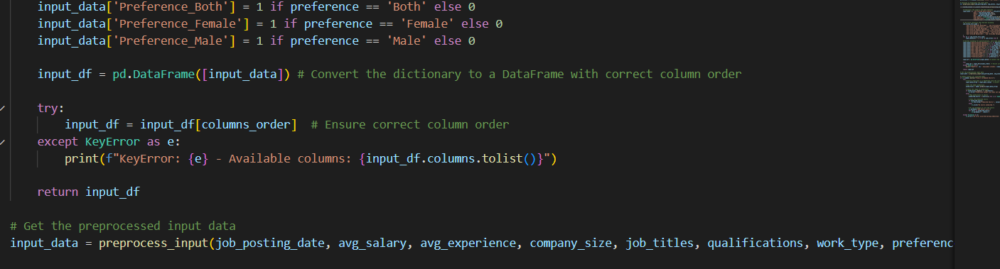 input_data['Preference_Both'] = 1 if preference == 'Both' else 0
input_data['Preference_Female'] = 1 if preference == 'Female' else 0
input_data['Preference_Male'] = 1 if preference == 'Male' else 0
input_df = pd.DataFrame([input_data]) # Convert the dictionary to a DataFrame with correct column order
try:
input_df = input_df[columns_order]  # Ensure correct column order
except KeyError as e:
print(f"KeyError: {e} - Available columns: {input_df.columns.tolist()}")
return input_df
# Get the preprocessed input data
input_data = preprocess_input(job_posting_date, avg_salary, avg_experience, company_size, job_titles, qualifications, work_type, preferenc